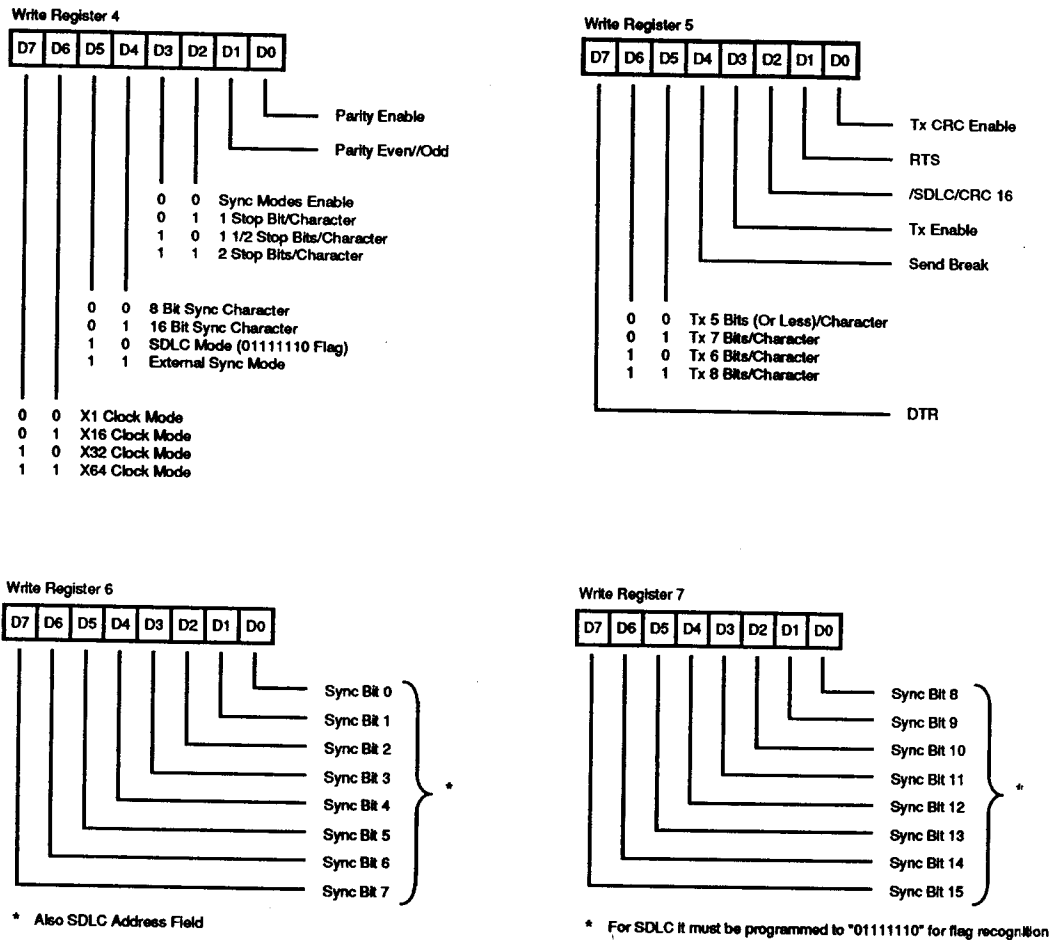 Write Register 4
D7 D6 D5 D4 D3 D2 D1 D0
Parity Enable
Parity Even//Odd
0 0 Sync Modes Enable
0 1 1 Stop Bit/Character
1 0 1 1/2 Stop Bits/Character
1 1 2 Stop Bits/Character
0 0 8 Bit Sync Character
0 1 16 Bit Sync Character
1 0 SDLC Mode (01111110 Flag)
1 1 External Sync Mode
0 0 X1 Clock Mode
0 1 X16 Clock Mode
1 0 X32 Clock Mode
1 1 X64 Clock Mode
Write Register 5
D7 D6 D5 D4 D3 D2 D1 D0
Tx CRC Enable
RTS
/SDLC/CRC 16
Tx Enable
Send Break
0 0 Tx 5 Bits (Or Less)/Character
0 1 Tx 7 Bits/Character
1 0 Tx 6 Bits/Character
1 1 Tx 8 Bits/Character
DTR
Write Register 6
D7 D6 D5 D4 D3 D2 D1 D0
Sync Bit 0
Sync Bit 1
Sync Bit 2
Sync Bit 3
*
Sync Bit 4
Sync Bit 5
Sync Bit 6
Sync Bit 7
* Also SDLC Address Field
Write Register 7
D7 D6 D5 D4 D3 D2 D1 D0
Sync Bit 8
Sync Bit 9
Sync Bit 10
Sync Bit 11
*
Sync Bit 12
Sync Bit 13
Sync Bit 14
Sync Bit 15
* For SDLC It must be programmed to "01111110" for flag recognition